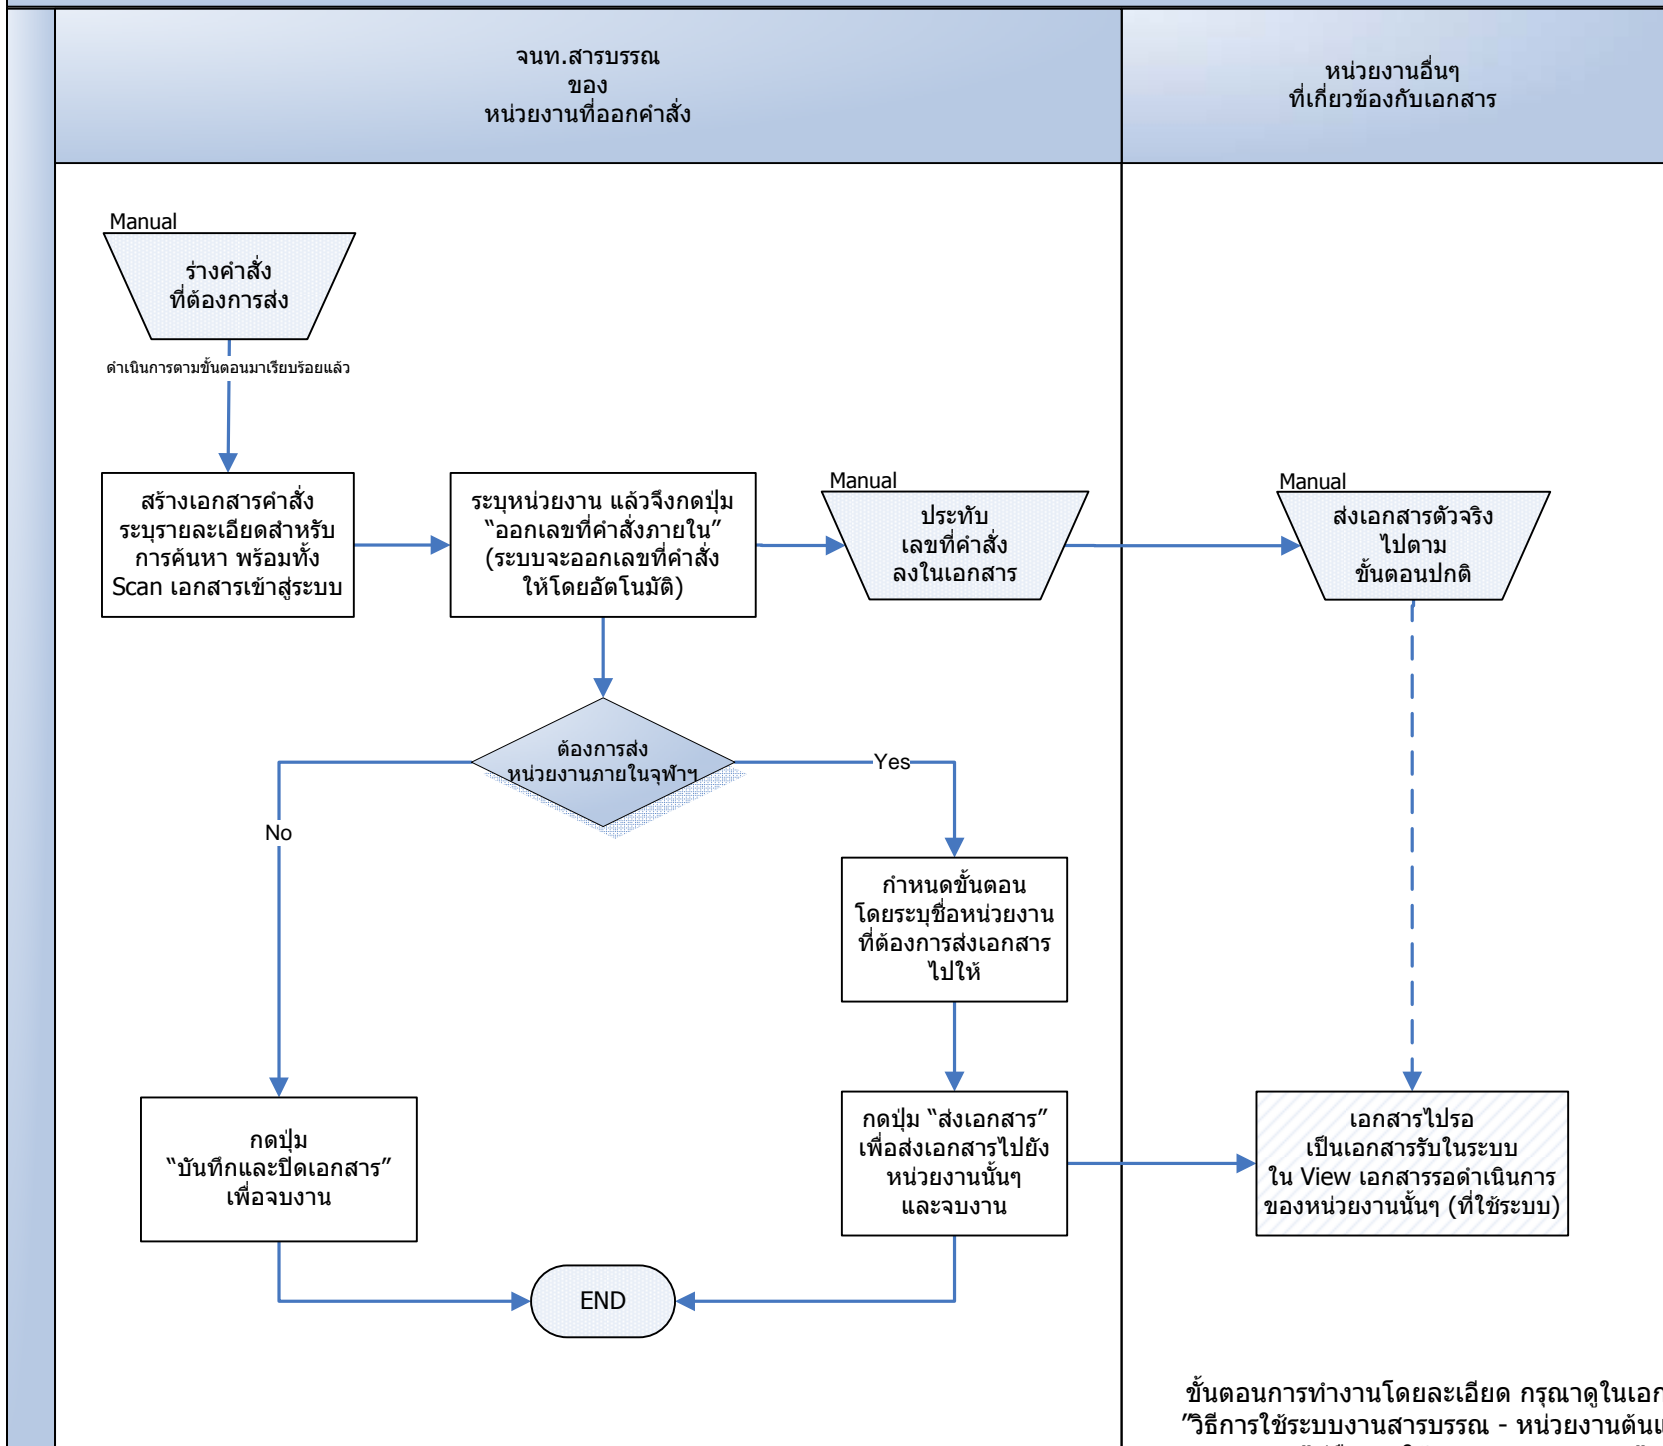 จนท.สารบรรณ
ของ
หน่วยงานที่ออกคำสั่ง
หน่วยงานอื่นๆ
ที่เกี่ยวข้องกับเอกสาร
Manual
ร่างคำสั่ง
ที่ต้องการส่ง
ดำเนินการตามขั้นตอนมาเรียบร้อยแล้ว
สร้างเอกสารคำสั่ง
ระบุรายละเอียดสำหรับ
การค้นหา พร้อมทั้ง
Scan เอกสารเข้าสู่ระบบ
ระบุหน่วยงาน แล้วจึงกดปุ่ม
“ออกเลขที่คำสั่งภายใน”
(ระบบจะออกเลขที่คำสั่ง
ให้โดยอัตโนมัติ)
Manual
ประทับ
เลขที่คำสั่ง
ลงในเอกสาร
Manual
ส่งเอกสารตัวจริง
ไปตาม
ขั้นตอนปกติ
ต้องการส่ง
หน่วยงานภายในจุฬาฯ
Yes
No
กำหนดขั้นตอน
โดยระบุชื่อหน่วยงาน
ที่ต้องการส่งเอกสาร
ไปให้
กดปุ่ม
“บันทึกและปิดเอกสาร”
เพื่อจบงาน
กดปุ่ม “ส่งเอกสาร”
เพื่อส่งเอกสารไปยัง
หน่วยงานนั้นๆ
และจบงาน
เอกสารไปรอ
เป็นเอกสารรับในระบบ
ใน View เอกสารรอดำเนินการ
ของหน่วยงานนั้นๆ (ที่ใช้ระบบ)
END
ขั้นตอนการทำงานโดยละเอียด กรุณาดูในเอก
”วิธีการใช้ระบบงานสารบรรณ - หน่วยงานต้นแ